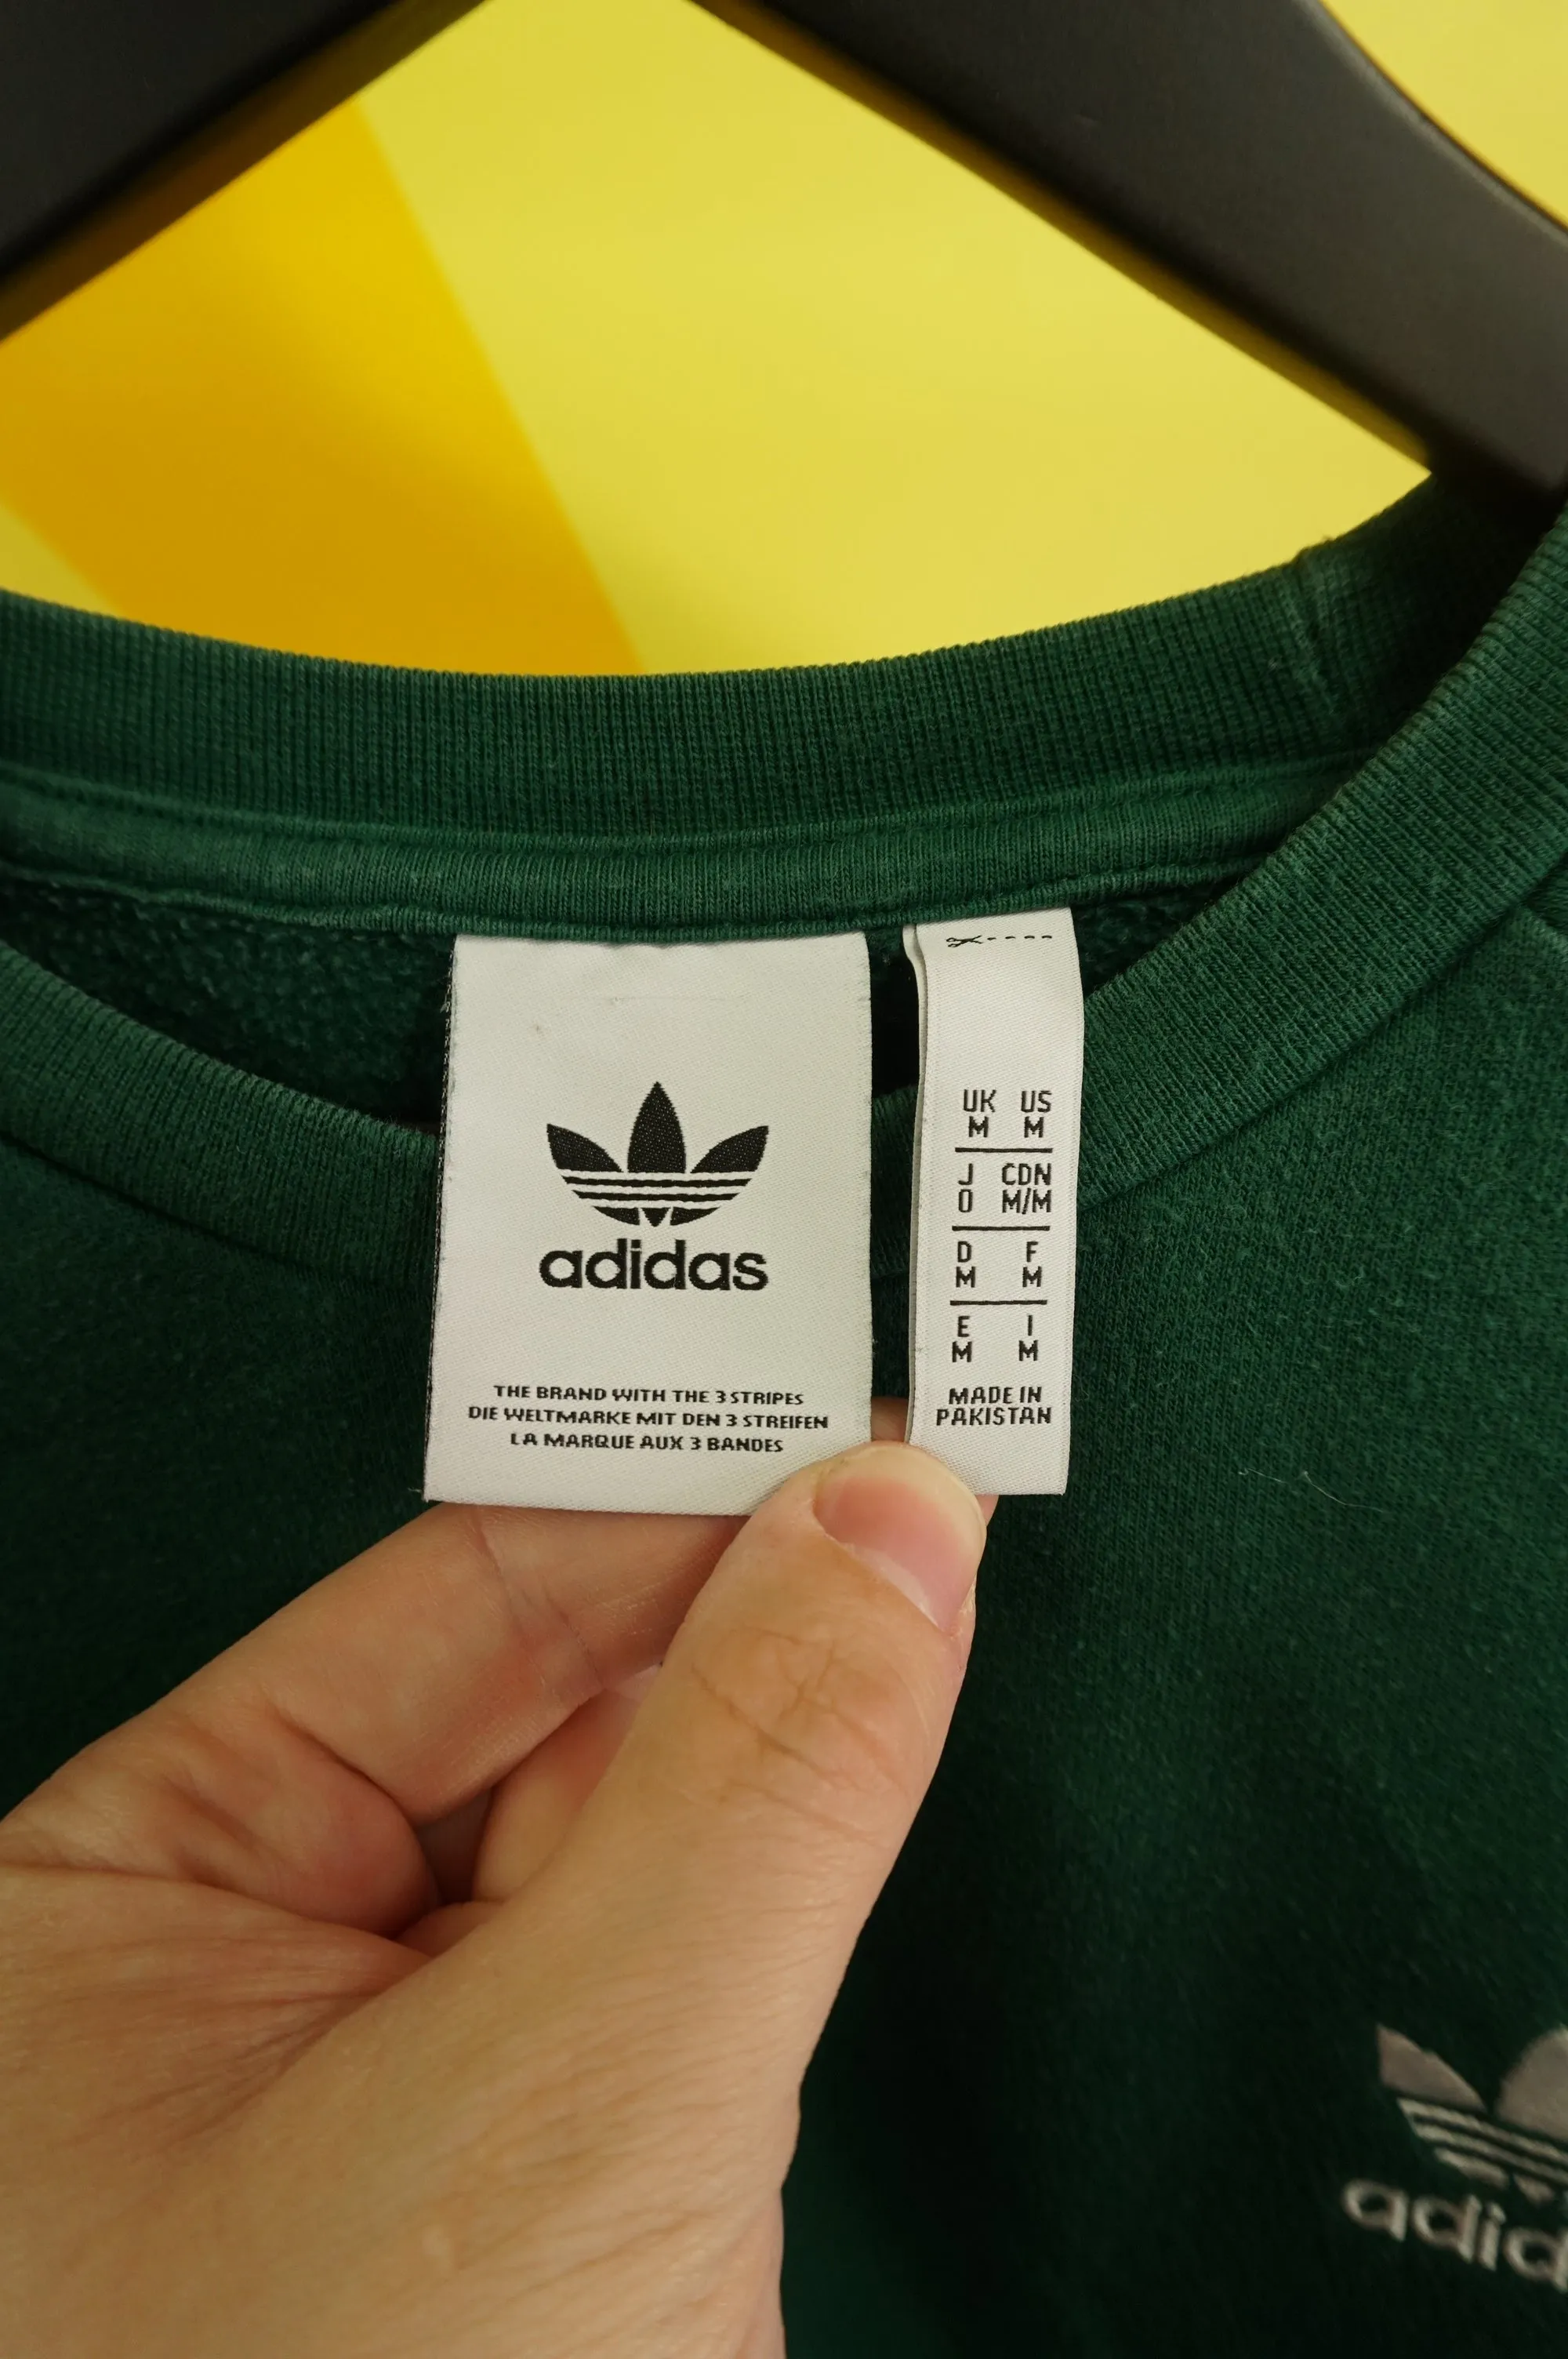 adidas
THE BRAND WITH THE 3 STRIPES
DIE WELTMARKE MIT DEN 3 STREIFEN
LA MARQUE AUX 3 BANDES
UK US
M M
J CDN
O M/M
D F
M M
E I
M M
MADE IN
PAKISTAN
adid